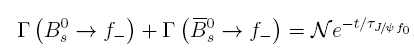 Γ (B_s^0 → f_−) + Γ (B̅_s^0 → f_−) = 𝒩e^{−t/τ_{J/ψ f_0}}